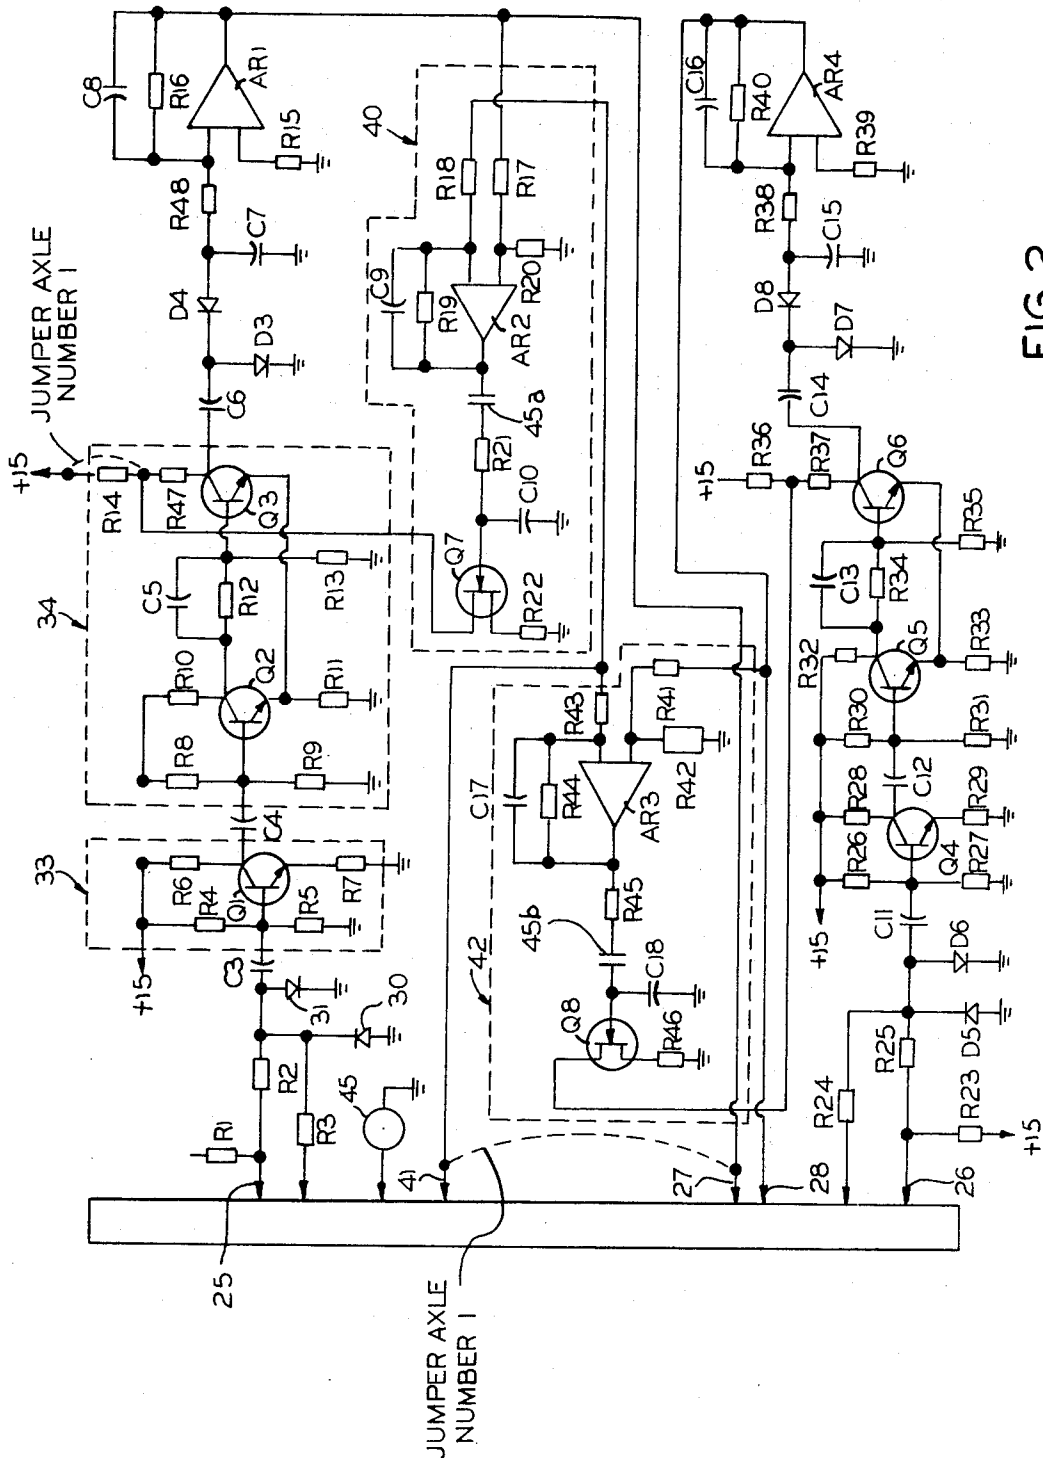 JUMPER AXLE
NUMBER 1
+15
R14
R47
C6
Q3
D4
D3
R48
C7
C8
R16
AR1
R15
34
C5
R12
R13
R10
Q2
R11
R8
R9
C4
33
R6
R4
Q1
R5
R7
+15
C3
31
30
R2
R1
R3
45
25
40
R18
R17
C9
R19
R20
AR2
45a
R21
C10
Q7
R22
41
42
R43
R41
C17
R44
R42
AR3
R45
45b
C18
Q8
R46
27
28
26
JUMPER AXLE
NUMBER 1
C16
R40
AR4
R39
R38
C15
D8
D7
C14
+15
R36
R37
Q6
C13
R34
R35
R32
Q5
R33
R30
R31
R28
C12
R29
R26
Q4
R27
+15
C11
D6
D5
R25
R24
R23
+15